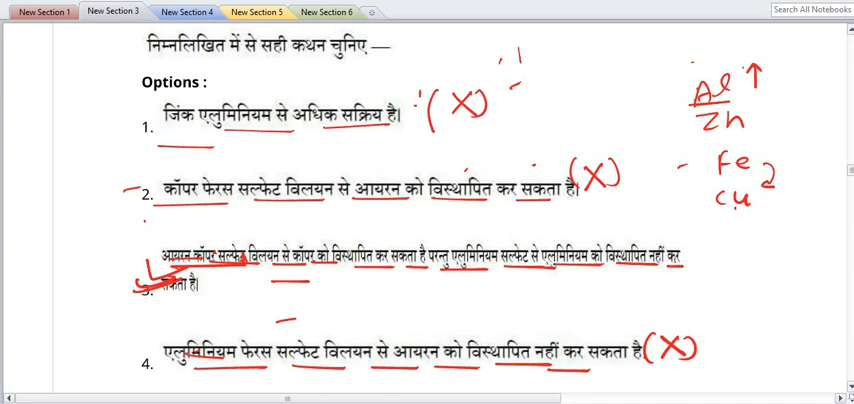 New Section 1 New Section 3 New Section 4 New Section 5 New Section 6
Search All Notebooks
निम्नलिखित में से सही कथन चुनिए —
Options :
1. जिंक एलुमिनियम से अधिक सक्रिय है। (X)
2. कॉपर फेरस सल्फेट विलयन से आयरन को विस्थापित कर सकता है। (X)
आयरन कॉपर सल्फेट विलयन से कॉपर को विस्थापित कर सकता है परन्तु एलुमिनियम सल्फेट से एलुमिनियम को विस्थापित नहीं कर
3. सकता है।
4. एलुमिनियम फेरस सल्फेट विलयन से आयरन को विस्थापित नहीं कर सकता है (X)
Al ↑
Zn
Fe
Cu